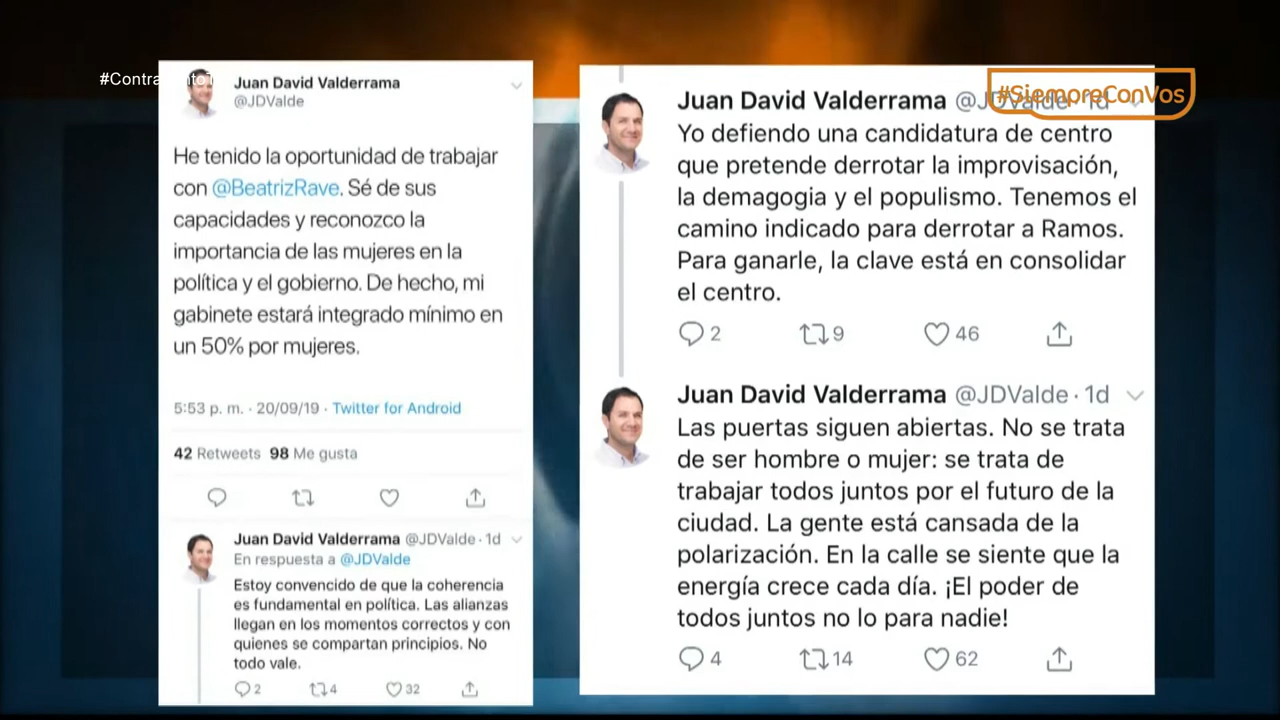 #Contra
Juan David Valderrama
@JDValde
He tenido la oportunidad de trabajar
con @BeatrizRave. Sé de sus
capacidades y reconozco la
importancia de las mujeres en la
política y el gobierno. De hecho, mi
gabinete estará integrado mínimo en
un 50% por mujeres.
5:53 p. m. · 20/09/19 · Twitter for Android
42 Retweets 98 Me gusta
Juan David Valderrama @JDValde · 1d
En respuesta a @JDValde
Estoy convencido de que la coherencia
es fundamental en política. Las alianzas
llegan en los momentos correctos y con
quienes se compartan principios. No
todo vale.
2 4 32
#SiempreConVos
Juan David Valderrama @JDValde · 1d
Yo defiendo una candidatura de centro
que pretende derrotar la improvisación,
la demagogia y el populismo. Tenemos el
camino indicado para derrotar a Ramos.
Para ganarle, la clave está en consolidar
el centro.
2 9 46
Juan David Valderrama @JDValde · 1d
Las puertas siguen abiertas. No se trata
de ser hombre o mujer: se trata de
trabajar todos juntos por el futuro de la
ciudad. La gente está cansada de la
polarización. En la calle se siente que la
energía crece cada día. ¡El poder de
todos juntos no lo para nadie!
4 14 62